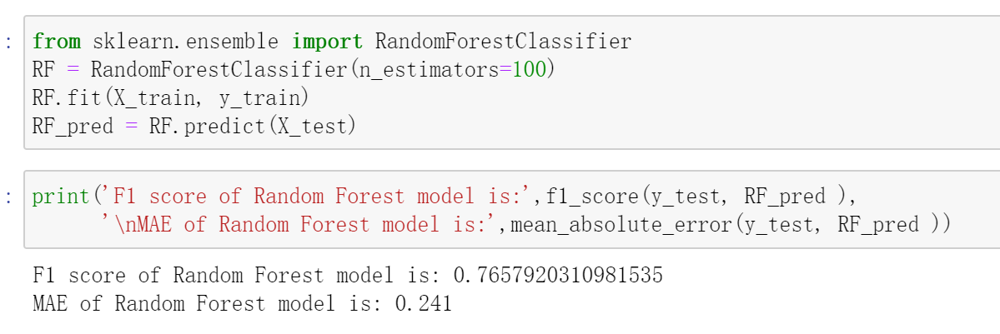 : from sklearn.ensemble import RandomForestClassifier
RF = RandomForestClassifier(n_estimators=100)
RF.fit(X_train, y_train)
RF_pred = RF.predict(X_test)
: print('F1 score of Random Forest model is:',f1_score(y_test, RF_pred ),
'\nMAE of Random Forest model is:',mean_absolute_error(y_test, RF_pred ))
F1 score of Random Forest model is: 0.7657920310981535
MAE of Random Forest model is: 0.241